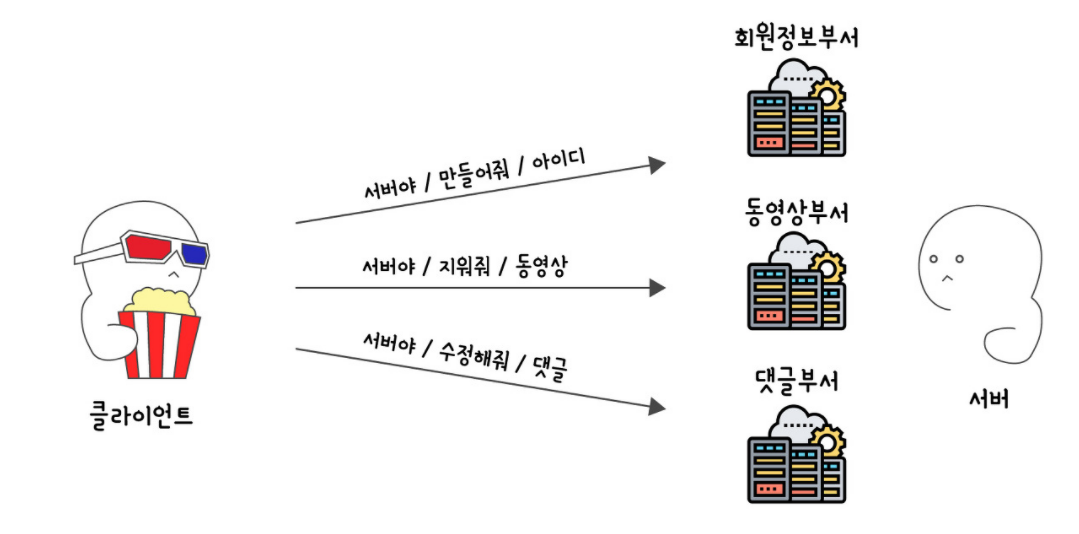 회원정보부서
서버야 / 만들어줘 / 아이디
동영상부서
서버야 / 지워줘 / 동영상
서버야 / 수정해줘 / 댓글
댓글부서
클라이언트
서버